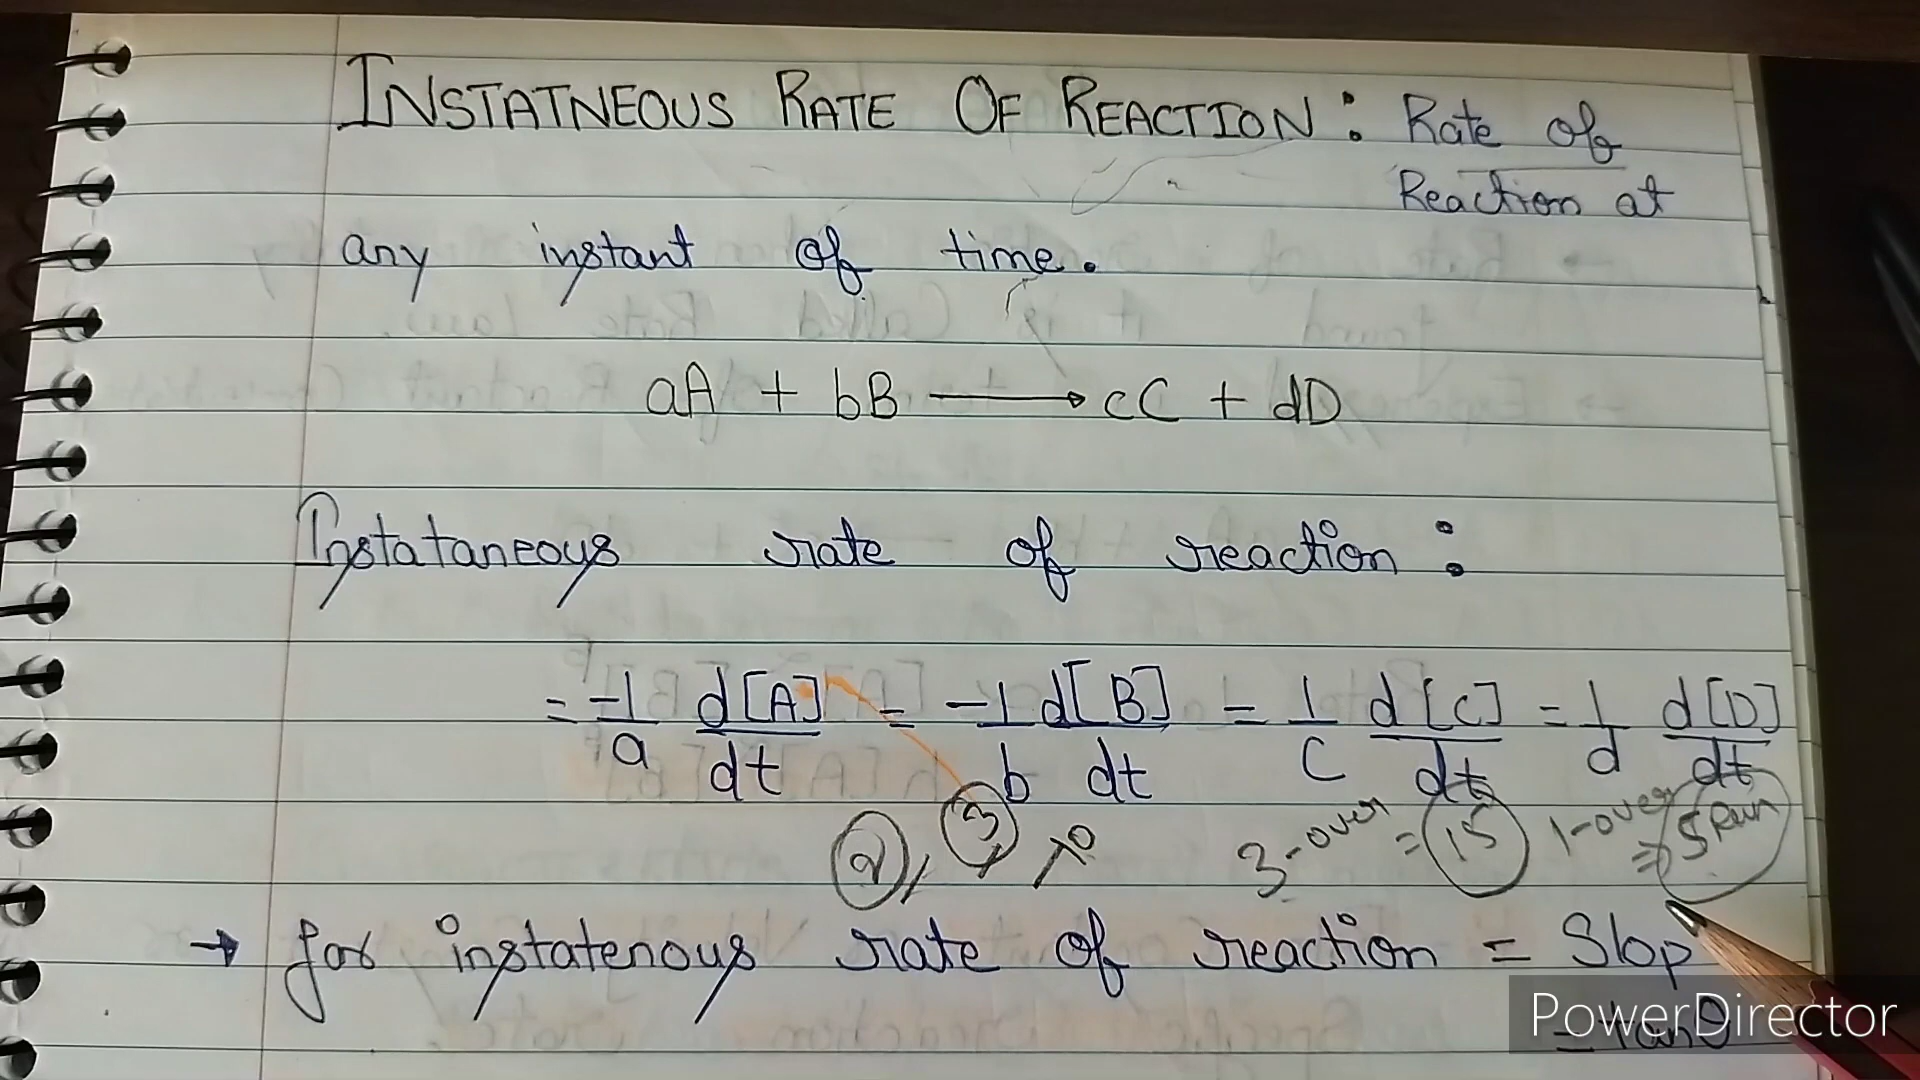 INSTATNEOUS RATE OF REACTION: Rate of
Reaction at
any instant of time.
aA + bB → cC + dD
Instataneous rate of reaction:
= -1/a d[A]/dt = -1/b d[B]/dt = 1/c d[C]/dt = 1/d d[D]/dt
2, 3, 10 3-over = 15 1-over => 5 run
→ for instatenous rate of reaction = Slop
= tanθ
PowerDirector